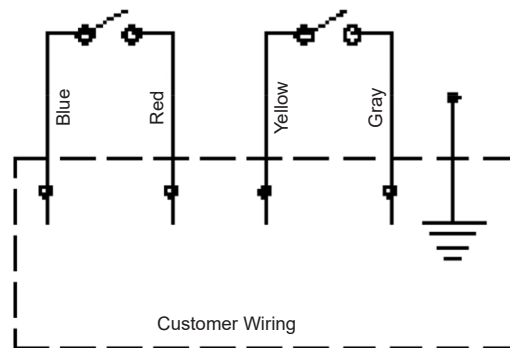 Blue
Red
Yellow
Gray
Customer Wiring